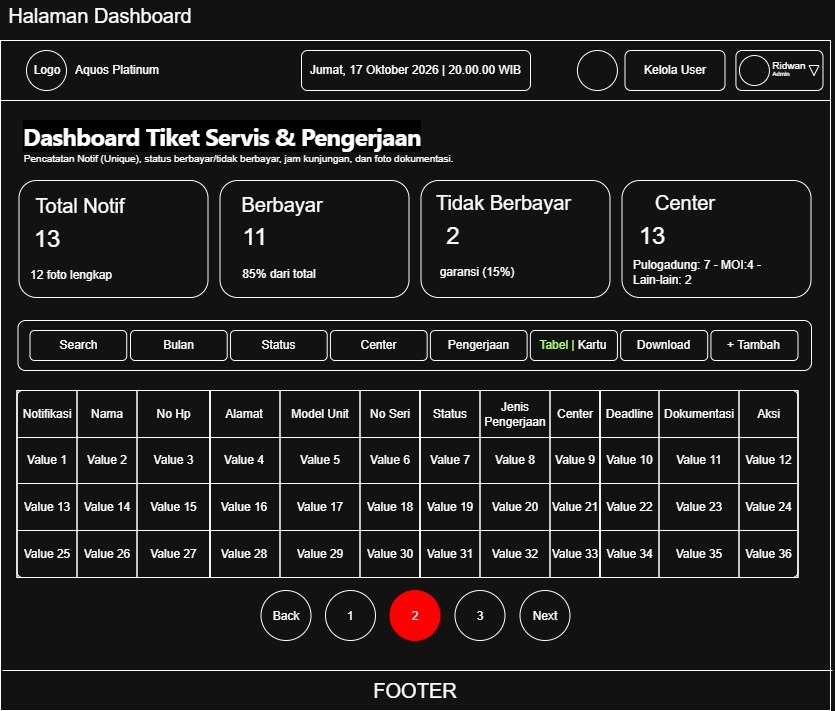 Halaman Dashboard
Logo Aquos Platinum Jumat, 17 Oktober 2026 | 20.00.00 WIB Kelola User Ridwan ▽
Admin
Dashboard Tiket Servis & Pengerjaan
Pencatatan Notif (Unique), status berbayar/tidak berbayar, jam kunjungan, dan foto dokumentasi.
Total Notif
13
12 foto lengkap
Berbayar
11
85% dari total
Tidak Berbayar
2
garansi (15%)
Center
13
Pulogadung: 7 - MOI:4 -
Lain-lain: 2
Search Bulan Status Center Pengerjaan Tabel | Kartu Download + Tambah
Notifikasi Nama No Hp Alamat Model Unit No Seri Status Jenis Pengerjaan Center Deadline Dokumentasi Aksi
Value 1 Value 2 Value 3 Value 4 Value 5 Value 6 Value 7 Value 8 Value 9 Value 10 Value 11 Value 12
Value 13 Value 14 Value 15 Value 16 Value 17 Value 18 Value 19 Value 20 Value 21 Value 22 Value 23 Value 24
Value 25 Value 26 Value 27 Value 28 Value 29 Value 30 Value 31 Value 32 Value 33 Value 34 Value 35 Value 36
Back 1 2 3 Next
FOOTER